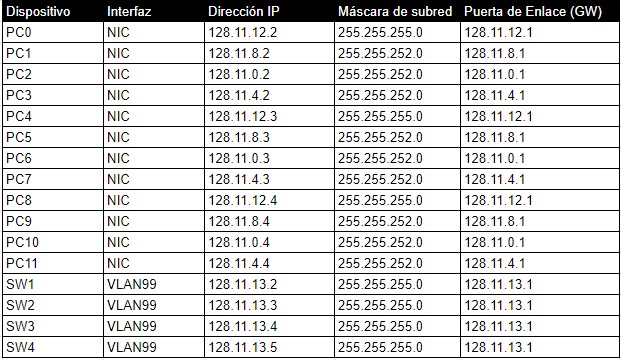 Dispositivo Interfaz Dirección IP Máscara de subred Puerta de Enlace (GW)
PC0 NIC 128.11.12.2 255.255.255.0 128.11.12.1
PC1 NIC 128.11.8.2 255.255.252.0 128.11.8.1
PC2 NIC 128.11.0.2 255.255.252.0 128.11.0.1
PC3 NIC 128.11.4.2 255.255.252.0 128.11.4.1
PC4 NIC 128.11.12.3 255.255.255.0 128.11.12.1
PC5 NIC 128.11.8.3 255.255.252.0 128.11.8.1
PC6 NIC 128.11.0.3 255.255.252.0 128.11.0.1
PC7 NIC 128.11.4.3 255.255.252.0 128.11.4.1
PC8 NIC 128.11.12.4 255.255.255.0 128.11.12.1
PC9 NIC 128.11.8.4 255.255.252.0 128.11.8.1
PC10 NIC 128.11.0.4 255.255.252.0 128.11.0.1
PC11 NIC 128.11.4.4 255.255.252.0 128.11.4.1
SW1 VLAN99 128.11.13.2 255.255.255.0 128.11.13.1
SW2 VLAN99 128.11.13.3 255.255.255.0 128.11.13.1
SW3 VLAN99 128.11.13.4 255.255.255.0 128.11.13.1
SW4 VLAN99 128.11.13.5 255.255.255.0 128.11.13.1